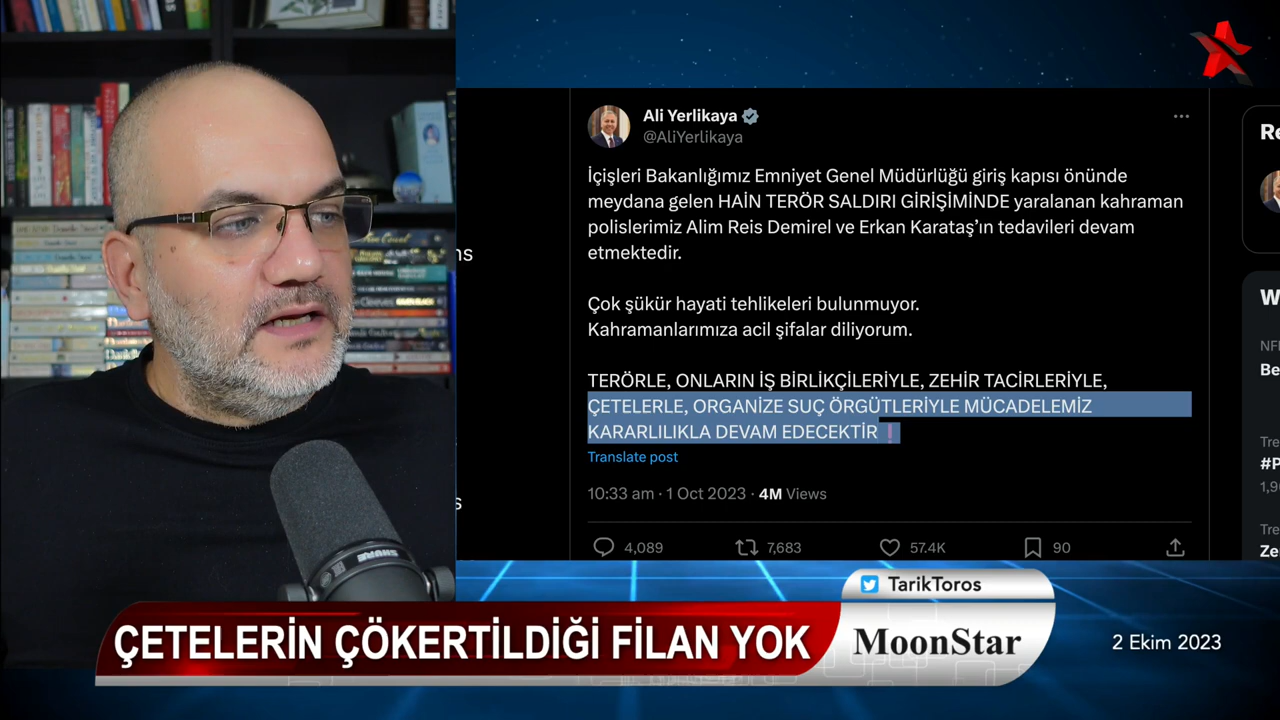 Ali Yerlikaya
@AliYerlikaya
İçişleri Bakanlığımız Emniyet Genel Müdürlüğü giriş kapısı önünde
meydana gelen HAİN TERÖR SALDIRI GİRİŞİMİNDE yaralanan kahraman
polislerimiz Alim Reis Demirel ve Erkan Karataş’ın tedavileri devam
etmektedir.
Çok şükür hayati tehlikeleri bulunmuyor.
Kahramanlarımıza acil şifalar diliyorum.
TERÖRLE, ONLARIN İŞ BİRLİKÇİLERİYLE, ZEHİR TACİRLERİYLE,
ÇETELERLE, ORGANİZE SUÇ ÖRGÜTLERİYLE MÜCADELEMİZ
KARARLILIKLA DEVAM EDECEKTİR❗
Translate post
10:33 am · 1 Oct 2023 · 4M Views
4,089 7,683 57.4K 90
SHURE
TarikToros
ÇETELERİN ÇÖKERTİLDİĞİ FİLAN YOK
MoonStar
2 Ekim 2023